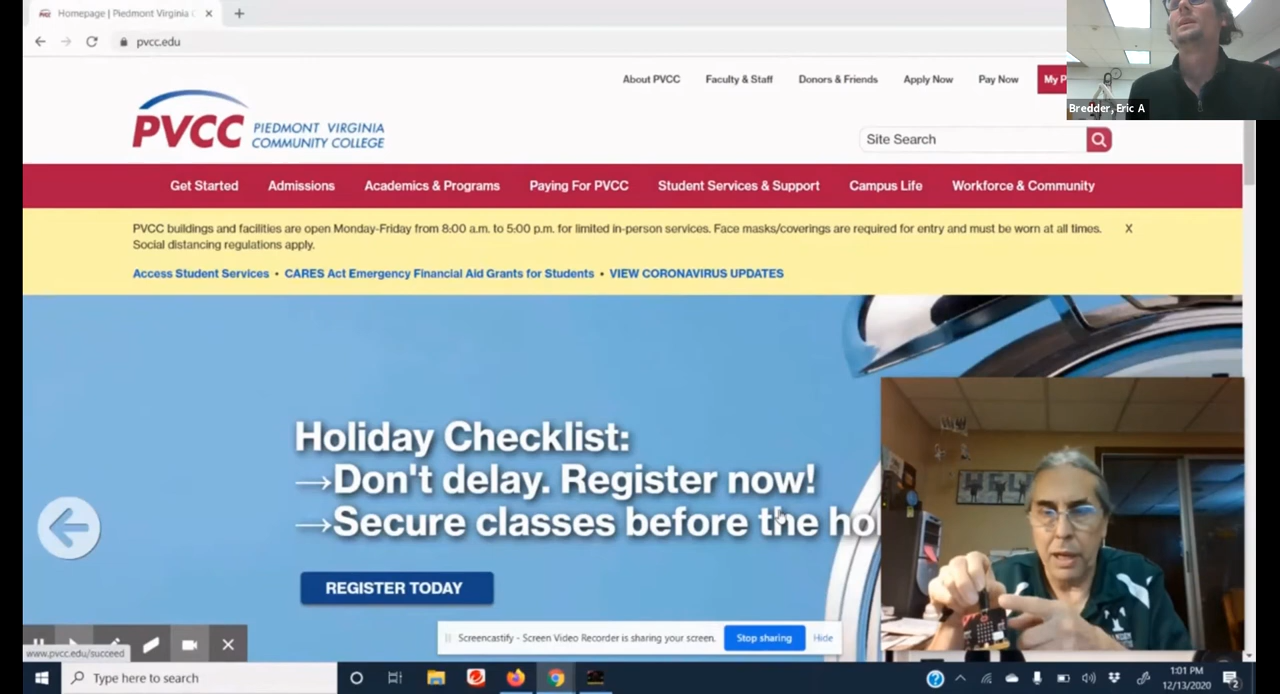 Homepage | Piedmont Virginia C
pvcc.edu
Bredder, Eric A
About PVCC
Faculty & Staff
Donors & Friends
Apply Now
Pay Now
My P
PVCC
PIEDMONT VIRGINIA
COMMUNITY COLLEGE
Site Search
Get Started
Admissions
Academics & Programs
Paying For PVCC
Student Services & Support
Campus Life
Workforce & Community
PVCC buildings and facilities are open Monday-Friday from 8:00 a.m. to 5:00 p.m. for limited in-person services. Face masks/coverings are required for entry and must be worn at all times.
Social distancing regulations apply.
X
Access Student Services • CARES Act Emergency Financial Aid Grants for Students • VIEW CORONAVIRUS UPDATES
Holiday Checklist:
→Don't delay. Register now!
→Secure classes before the ho
REGISTER TODAY
Screencastify - Screen Video Recorder is sharing your screen.
Stop sharing
Hide
www.pvcc.edu/succeed
Type here to search
1:01 PM
12/13/2020
2